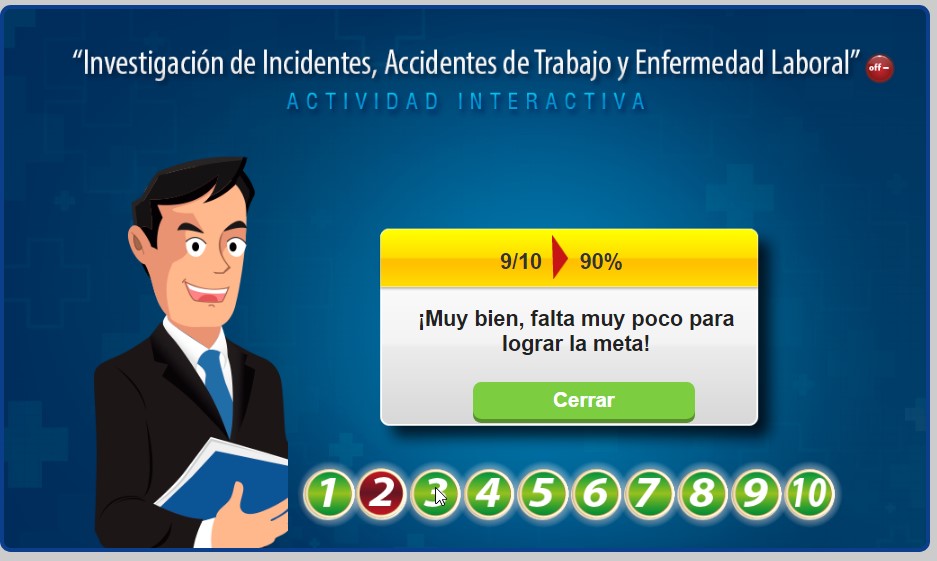 “Investigación de Incidentes, Accidentes de Trabajo y Enfermedad Laboral”
off
ACTIVIDAD INTERACTIVA
9/10 90%
¡Muy bien, falta muy poco para
lograr la meta!
Cerrar
1 2 3 4 5 6 7 8 9 10